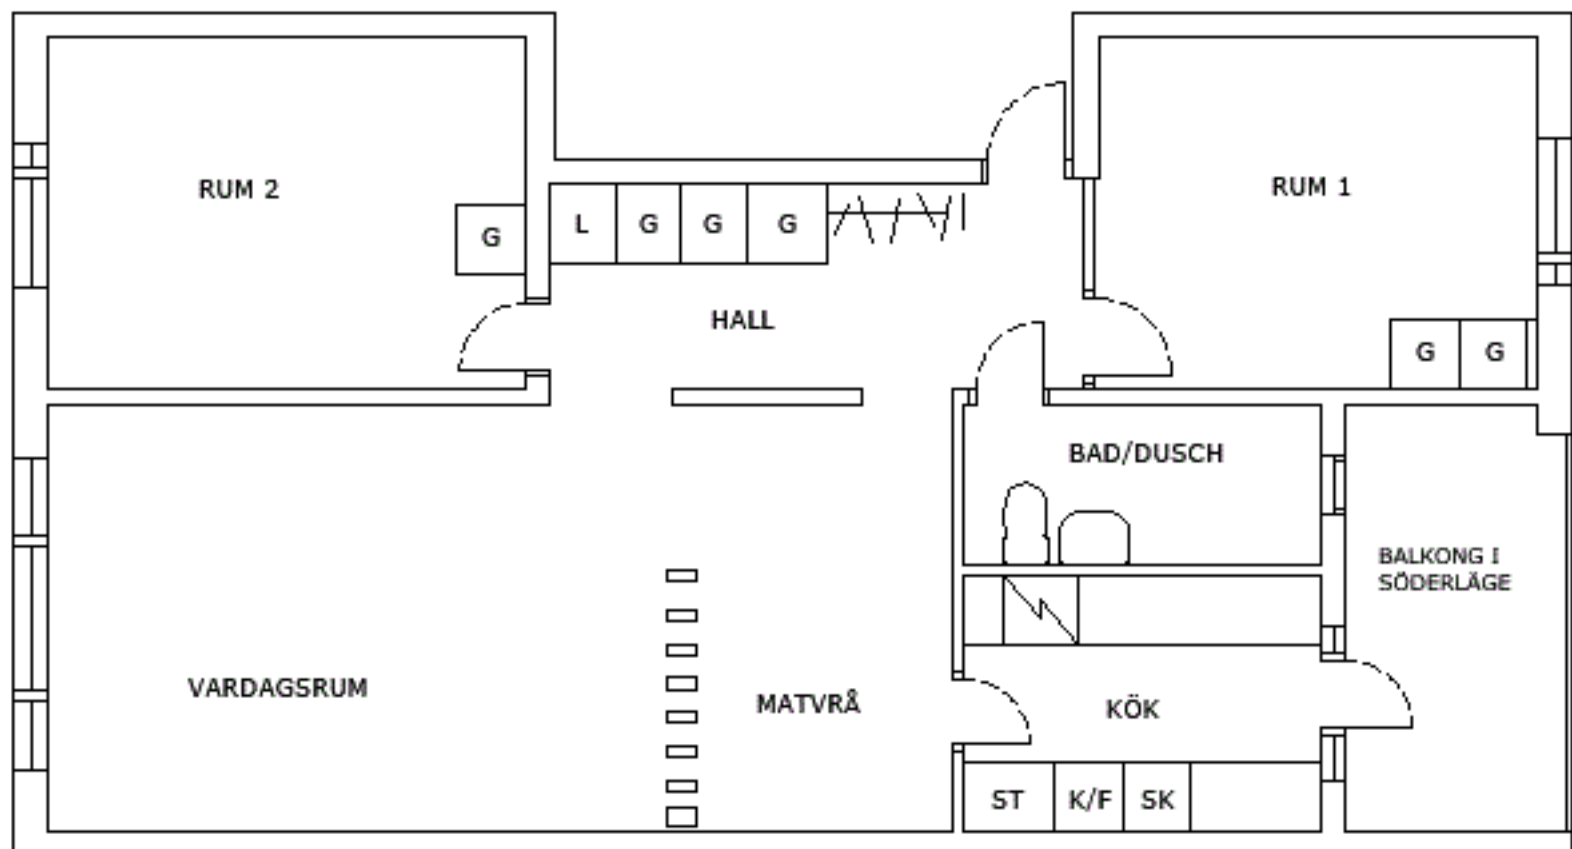 RUM 2
RUM 1
G
L
G
G
G
HALL
G
G
BAD/DUSCH
BALKONG I
SÖDERLÄGE
VARDAGSRUM
MATVRÅ
KÖK
ST
K/F
SK